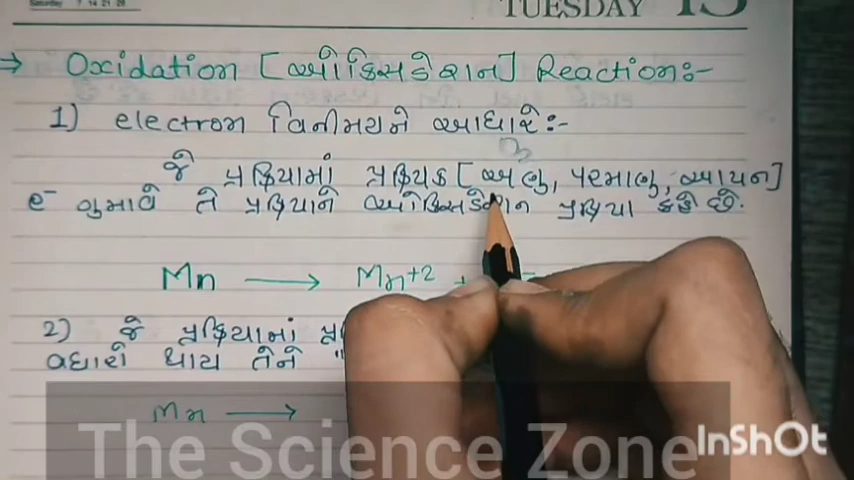 TUESDAY 13
⇒ Oxidation [ઓક્સિડેશન] Reaction:-
1) electron વિનીમયને આધારે:-
જે પ્રક્રિયામાં પ્રક્રિયક [અણુ, પરમાણુ, આયન]
e⁻ ગુમાવે તે પ્રક્રિયાને ઓક્સિડેશન પ્રક્રિયા કહે છે.
Mn ⟶ Mn+2 +
2) જે પ્રક્રિયામાં
વધારો થાય તેને "
Mn ⟶
The Science Zone
InShOt